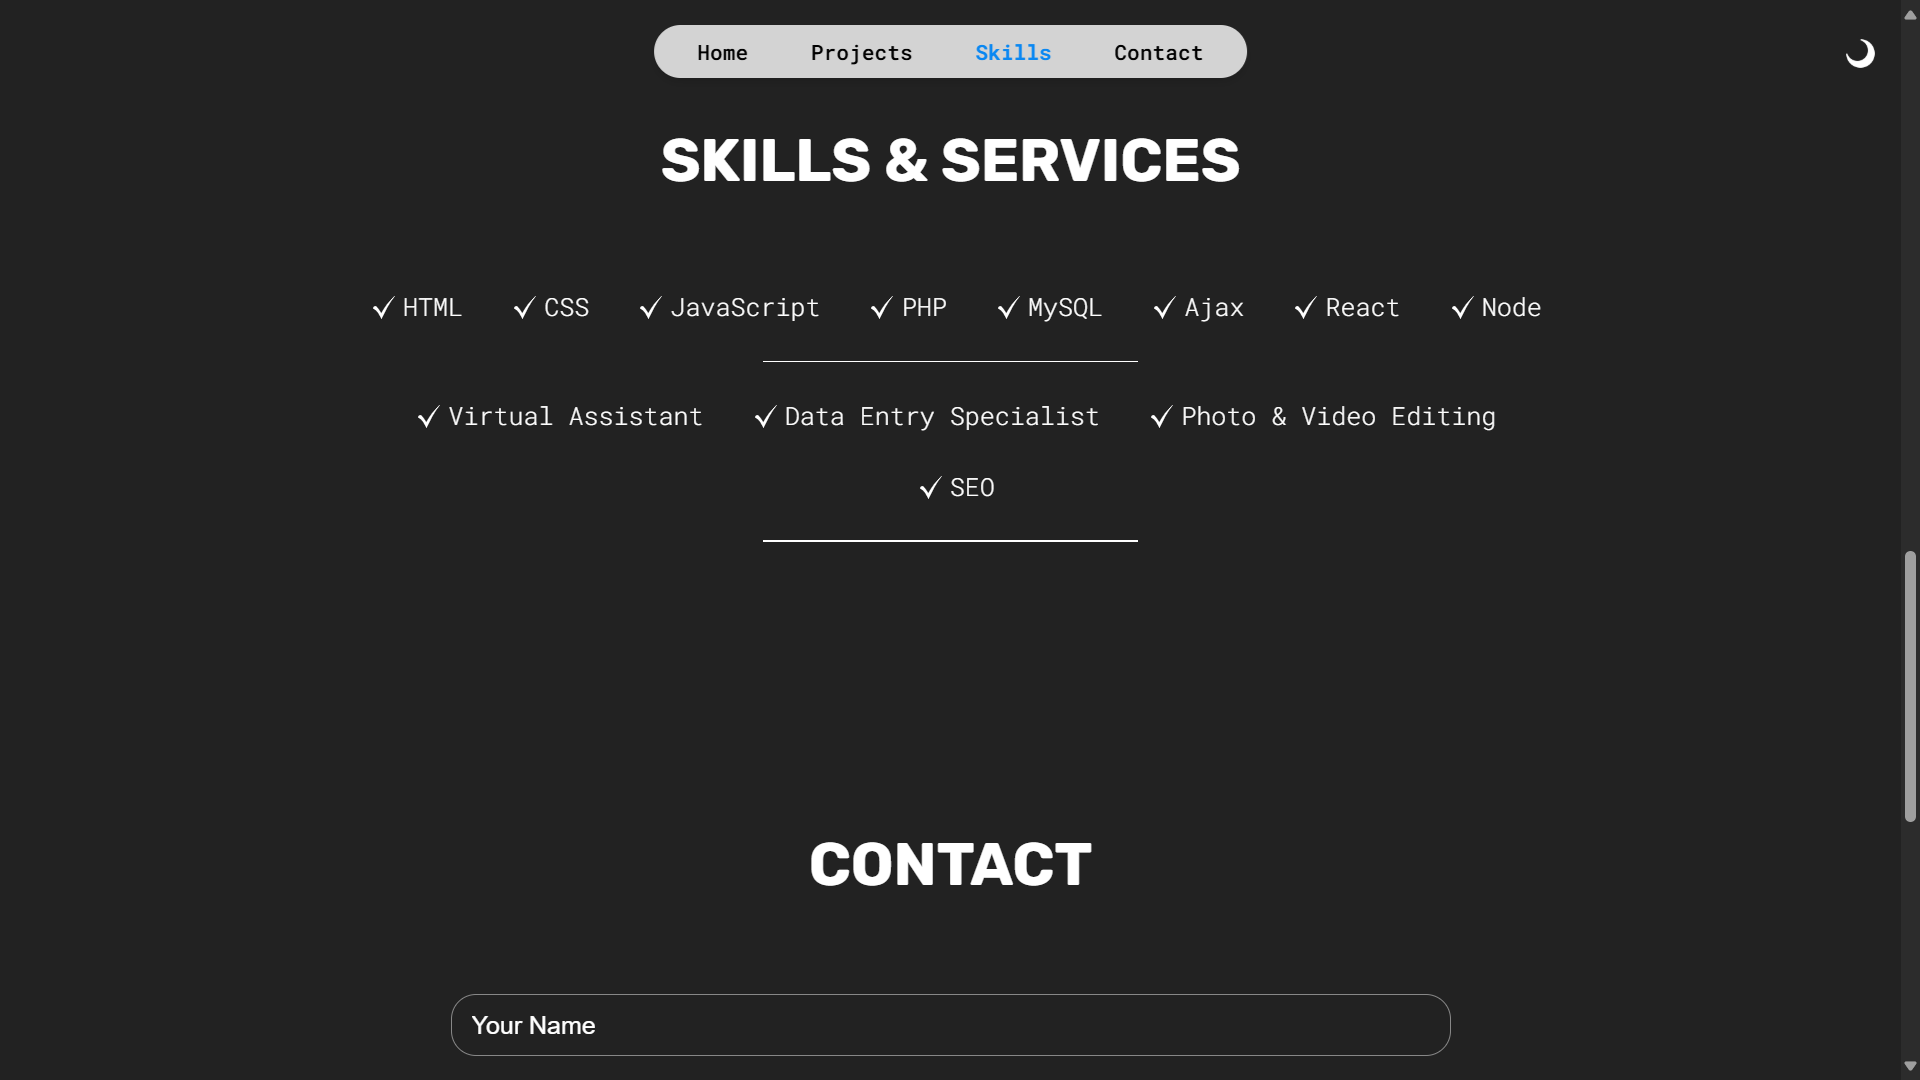 Home Projects Skills Contact
SKILLS & SERVICES
✓ HTML ✓ CSS ✓ JavaScript ✓ PHP ✓ MySQL ✓ Ajax ✓ React ✓ Node
✓ Virtual Assistant ✓ Data Entry Specialist ✓ Photo & Video Editing
✓ SEO
CONTACT
Your Name